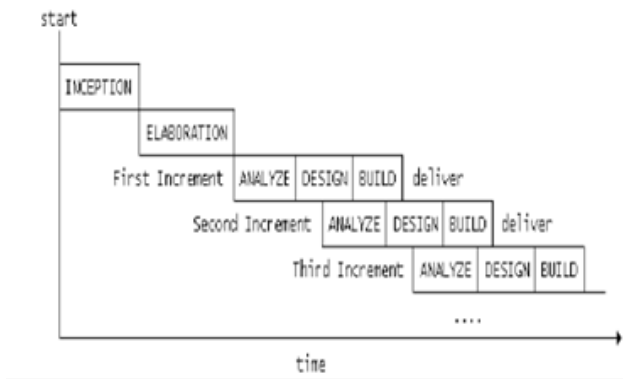 start
INCEPTION
ELABORATION
First Increment ANALYZE DESIGN BUILD deliver
Second Increment ANALYZE DESIGN BUILD deliver
Third Increment ANALYZE DESIGN BUILD
....
time